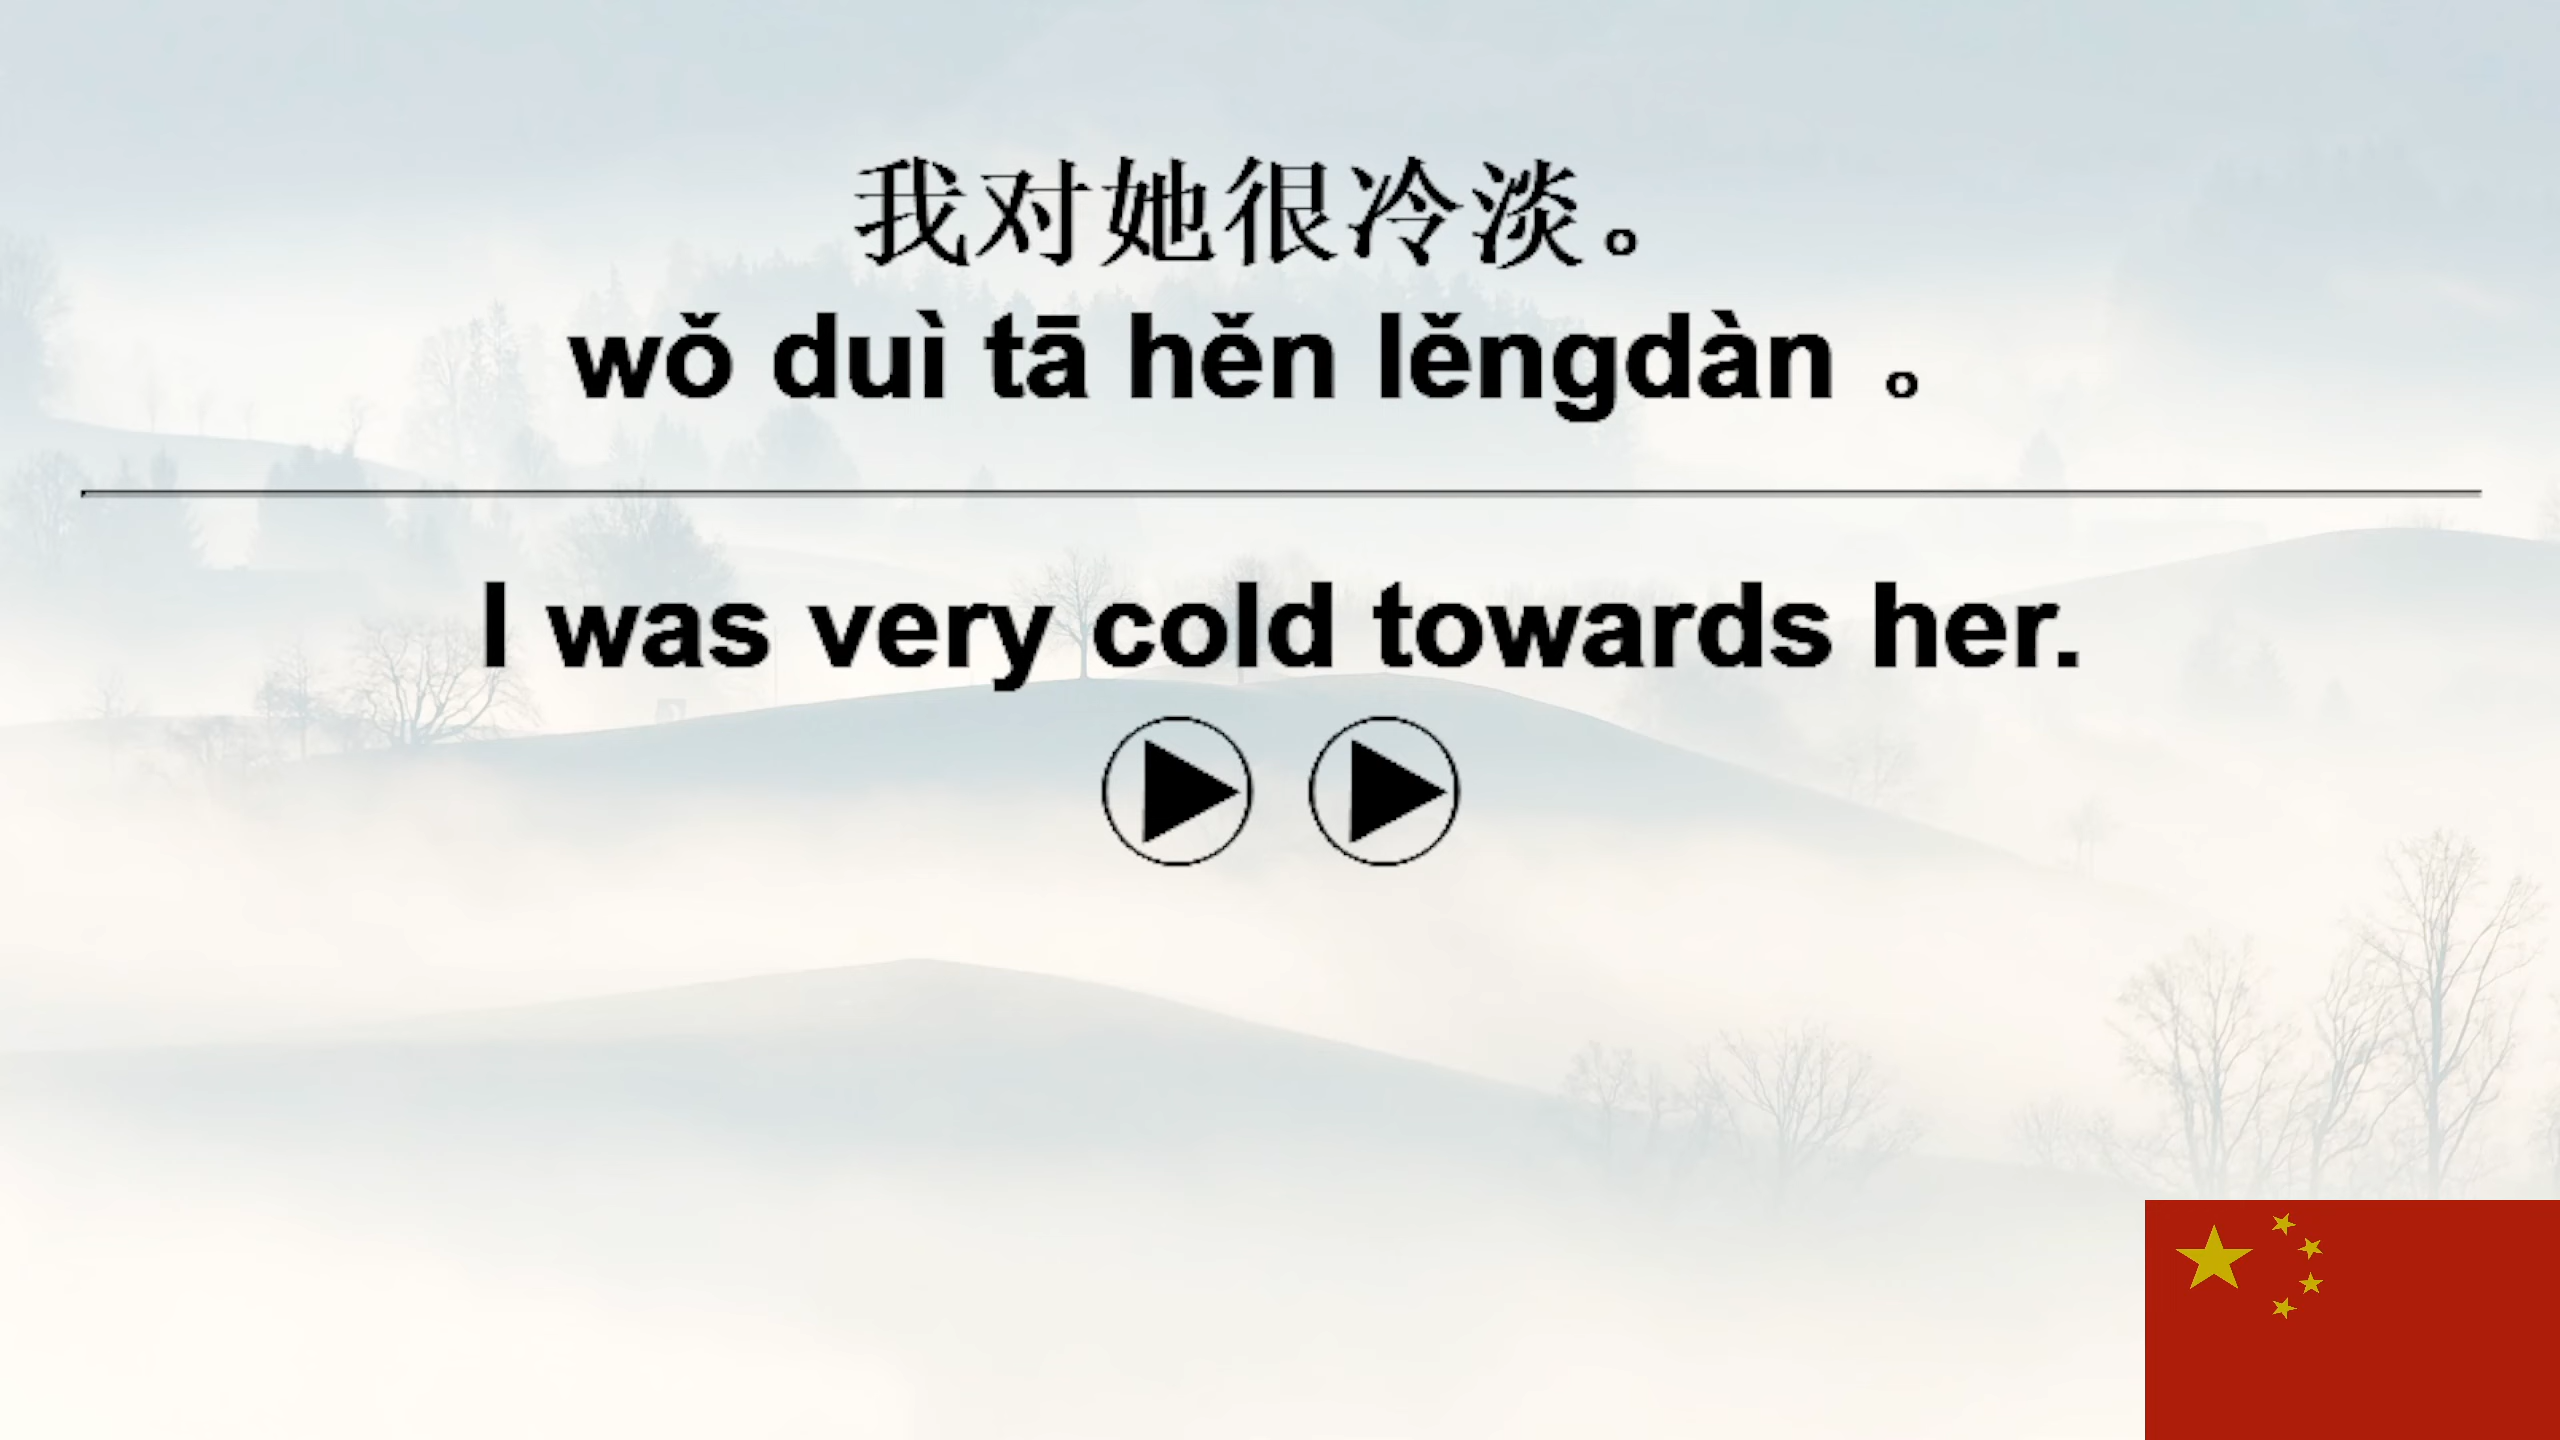 我对她很冷淡。
wǒ duì tā hěn lěngdàn 。
I was very cold towards her.